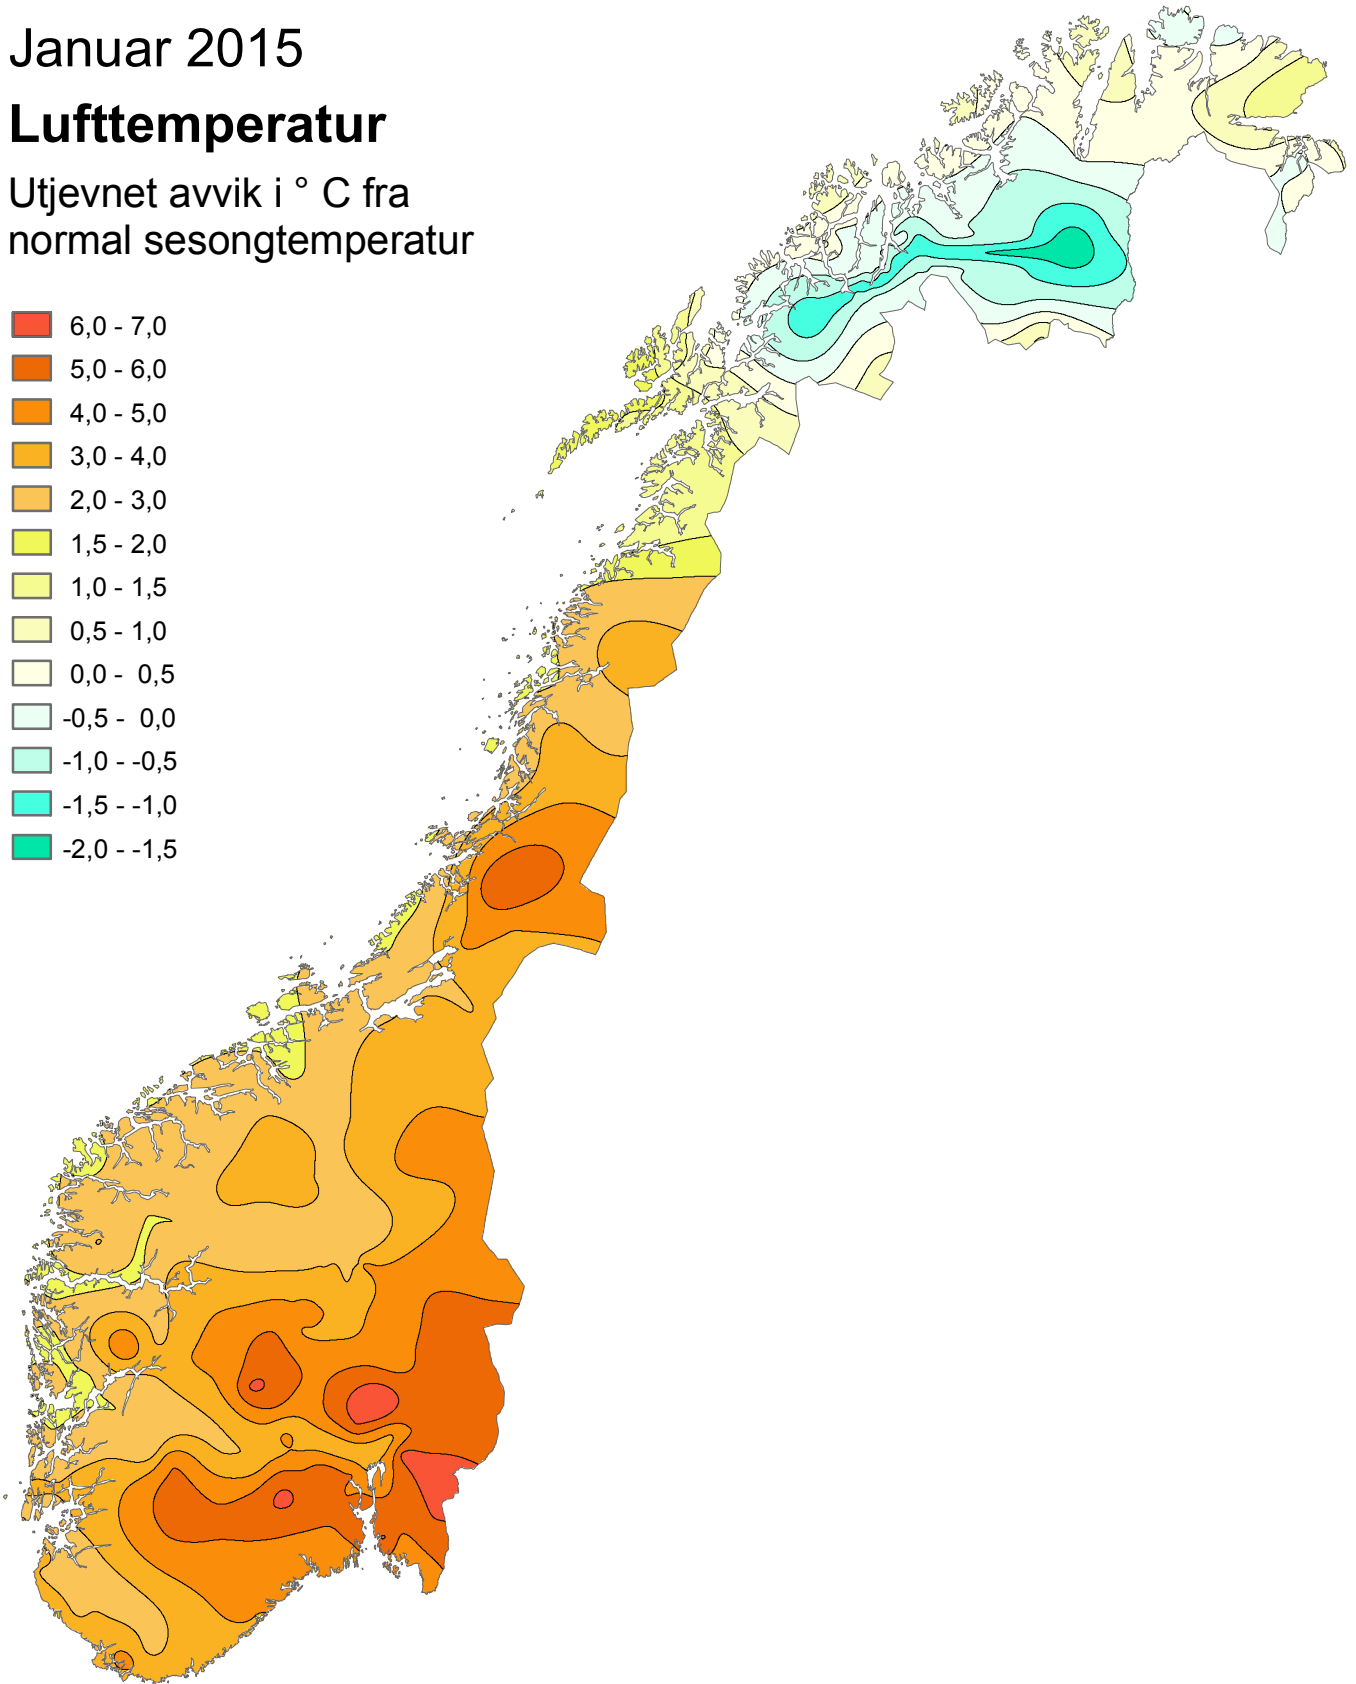 Januar 2015
Lufttemperatur
Utjevnet avvik i ° C fra
normal sesongtemperatur
6,0 - 7,0
5,0 - 6,0
4,0 - 5,0
3,0 - 4,0
2,0 - 3,0
1,5 - 2,0
1,0 - 1,5
0,5 - 1,0
0,0 - 0,5
-0,5 - 0,0
-1,0 - -0,5
-1,5 - -1,0
-2,0 - -1,5